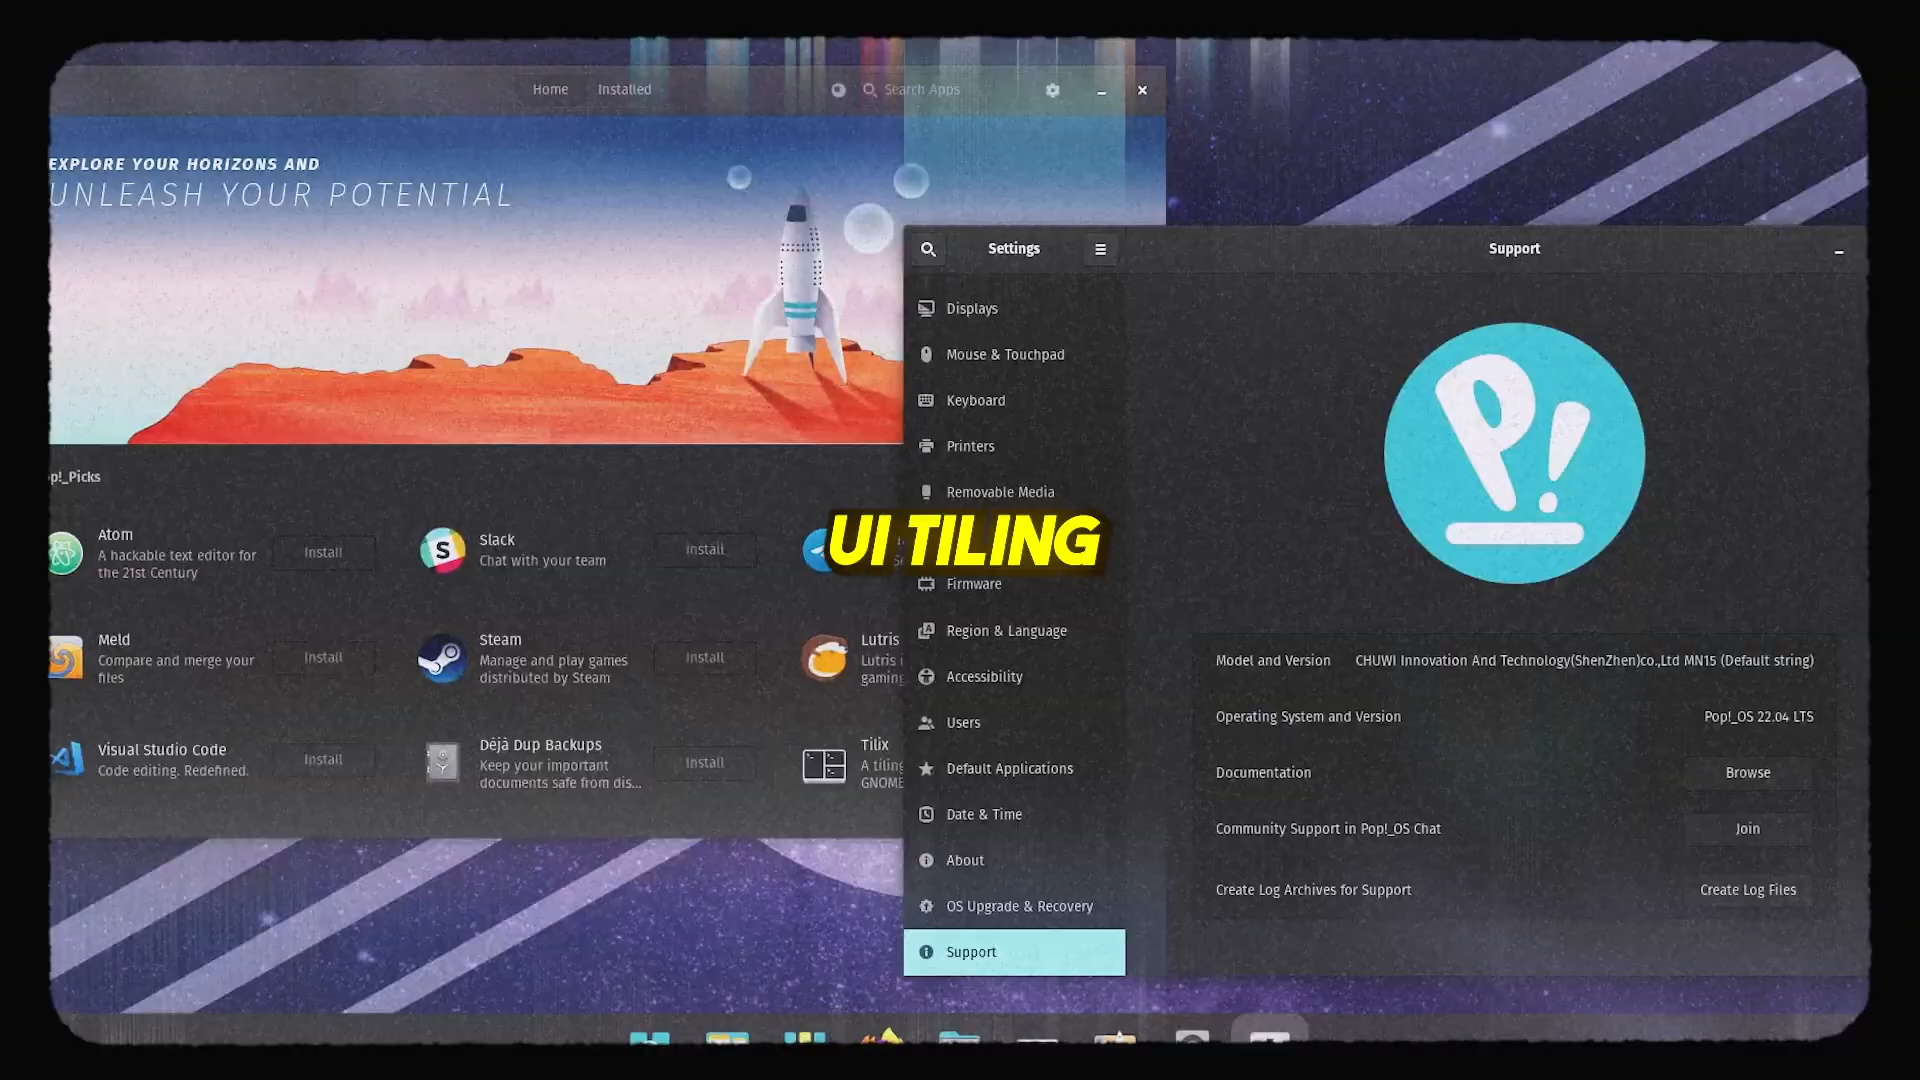 Home
Installed
Search Apps
EXPLORE YOUR HORIZONS AND
UNLEASH YOUR POTENTIAL
op!_Picks
Atom
A hackable text editor for
the 21st Century
Install
Slack
Chat with your team
Install
Meld
Compare and merge your
files
Install
Steam
Manage and play games
distributed by Steam
Install
Lutris
Lutris
gaming
Visual Studio Code
Code editing. Redefined.
Install
Déjà Dup Backups
Keep your important
documents safe from dis...
Install
Tilix
A tiling
GNOME
UI TILING
Settings
Displays
Mouse & Touchpad
Keyboard
Printers
Removable Media
Firmware
Region & Language
Accessibility
Users
Default Applications
Date & Time
About
OS Upgrade & Recovery
Support
Support
P!
Model and Version
CHUWI Innovation And Technology(ShenZhen)co.,Ltd MN15 (Default string)
Operating System and Version
Pop!_OS 22.04 LTS
Documentation
Browse
Community Support in Pop!_OS Chat
Join
Create Log Archives for Support
Create Log Files